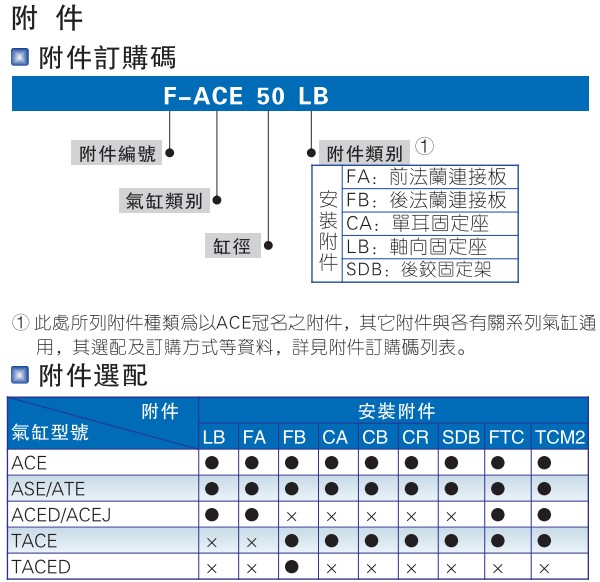 附 件
附件訂購碼
F-ACE 50 LB
附件編號
氣缸類别
缸徑
附件類别 ①
安裝附件
FA：前法蘭連接板
FB：後法蘭連接板
CA：單耳固定座
LB：軸向固定座
SDB：後鉸固定架
① 此處所列附件種類爲以ACE冠名之附件，其它附件與各有關系列氣缸通
用，其選配及訂購方式等資料，詳見附件訂購碼列表。
附件選配
附件 安裝附件
氣缸型號 LB FA FB CA CB CR SDB FTC TCM2
ACE ● ● ● ● ● ● ● ● ●
ASE/ATE ● ● ● ● ● ● ● ● ●
ACED/ACEJ ● ● × × × × × ● ●
TACE × × ● ● ● ● ● ● ●
TACED × × ● × × × × × ×